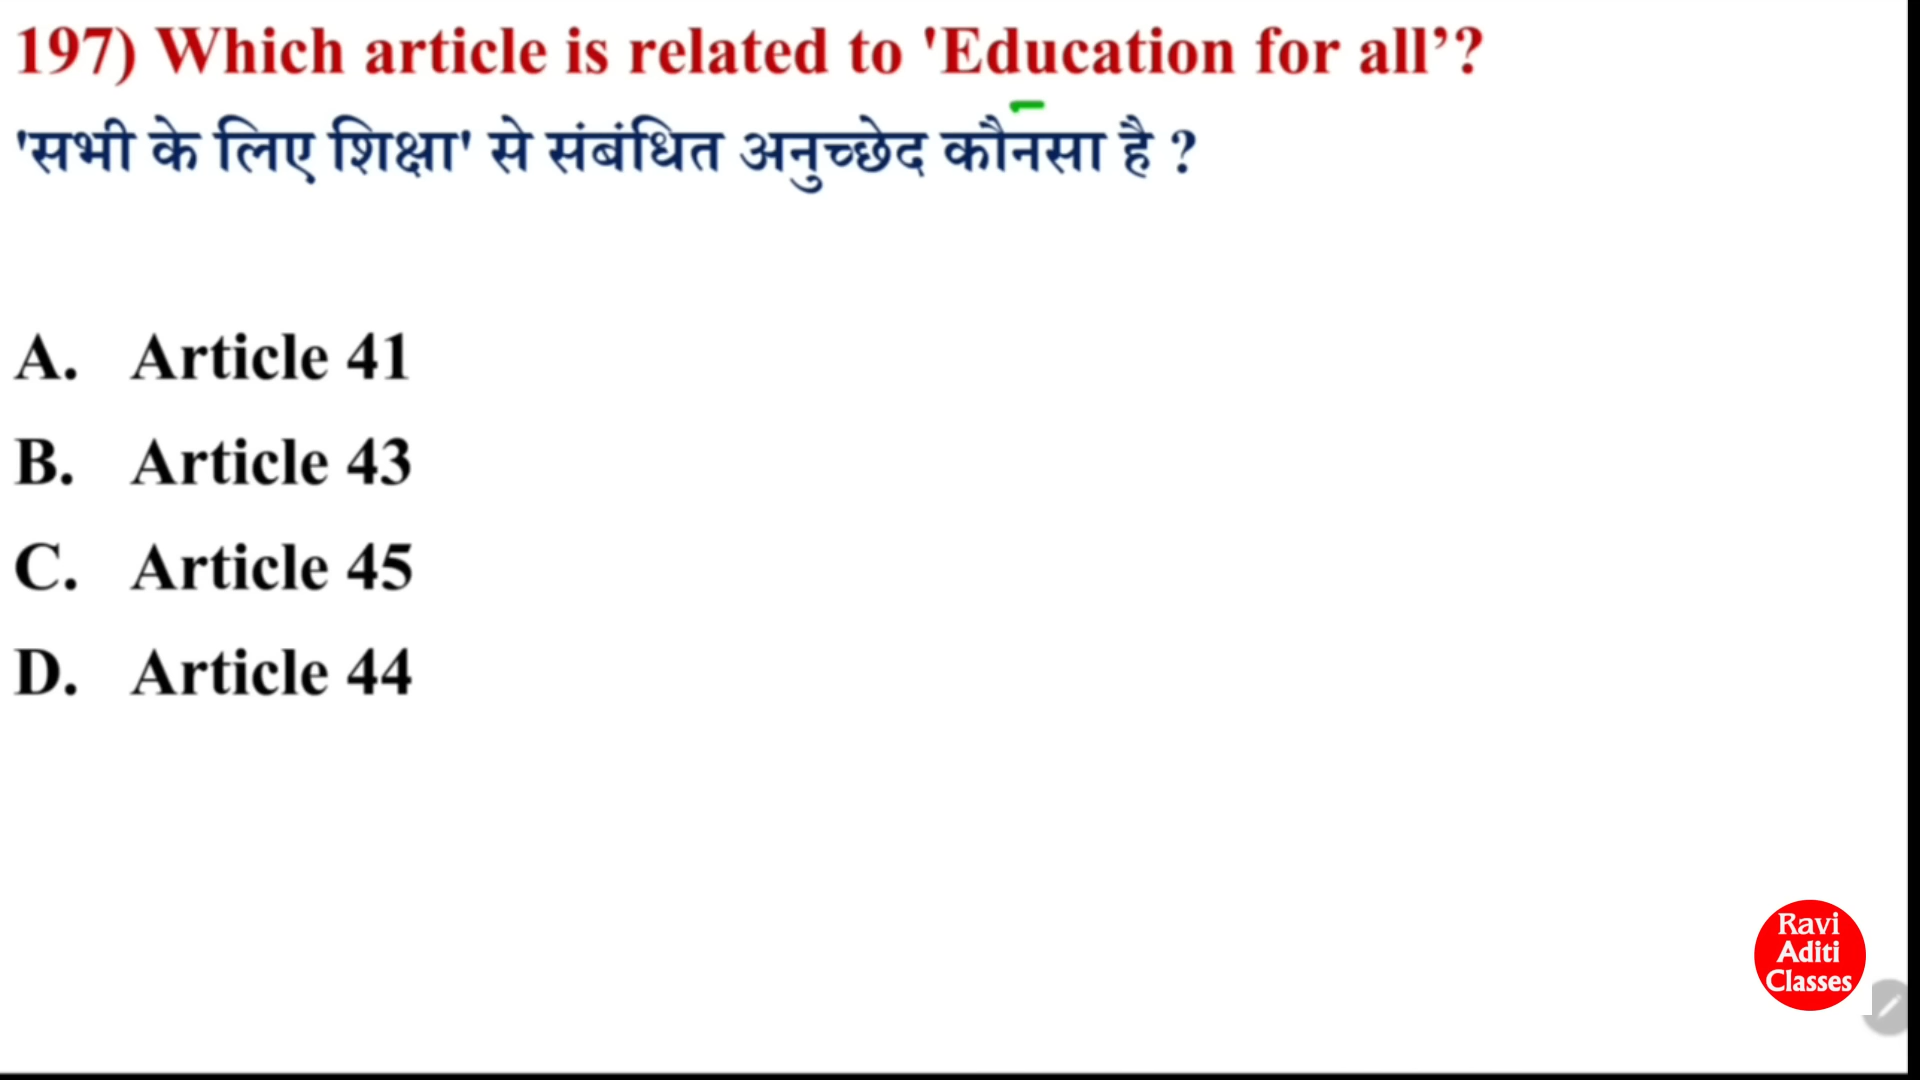 197) Which article is related to 'Education for all’?
'सभी के लिए शिक्षा' से संबंधित अनुच्छेद कौनसा है ?
A. Article 41
B. Article 43
C. Article 45
D. Article 44
Ravi
Aditi
Classes